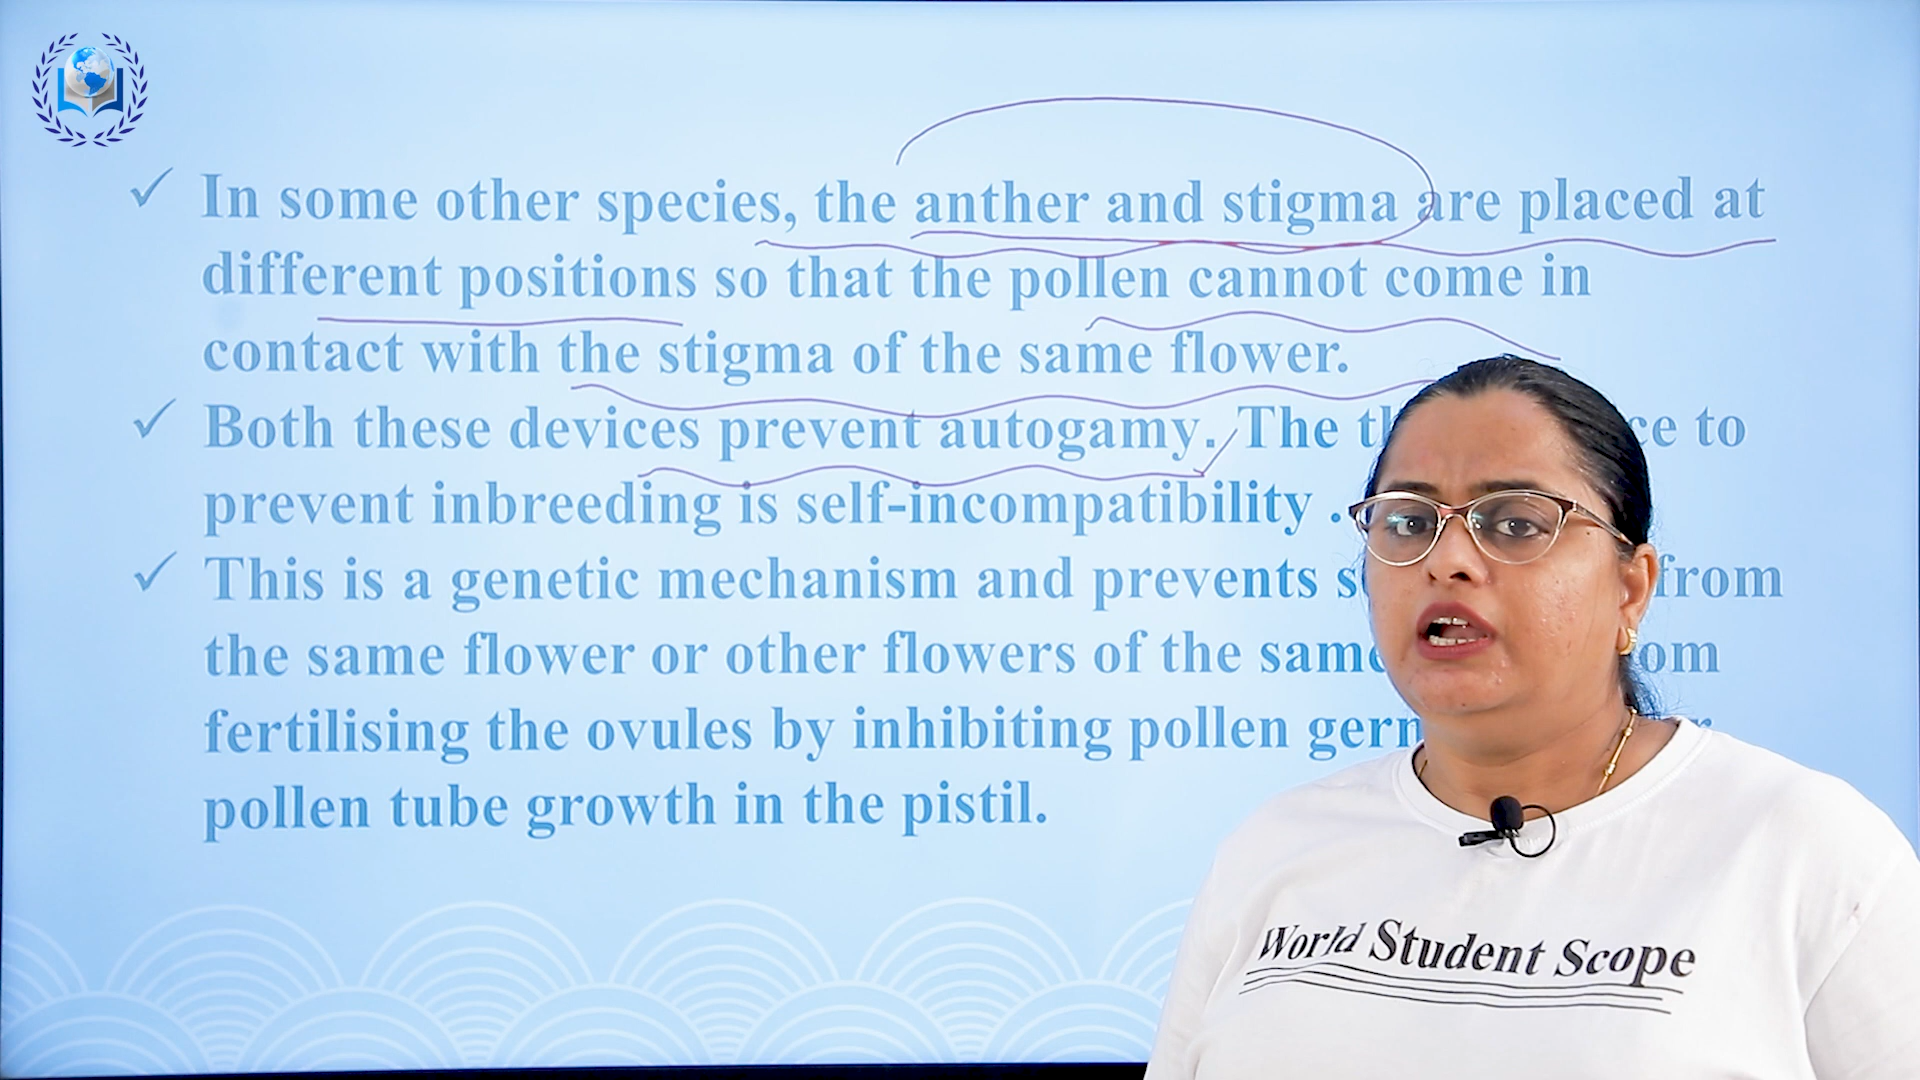 In some other species, the anther and stigma are placed at
different positions so that the pollen cannot come in
contact with the stigma of the same flower.
Both these devices prevent autogamy. The to
prevent inbreeding is self-incompatibility .
This is a genetic mechanism and prevents from
the same flower or other flowers of the same
fertilising the ovules by inhibiting pollen
pollen tube growth in the pistil.
World Student Scope